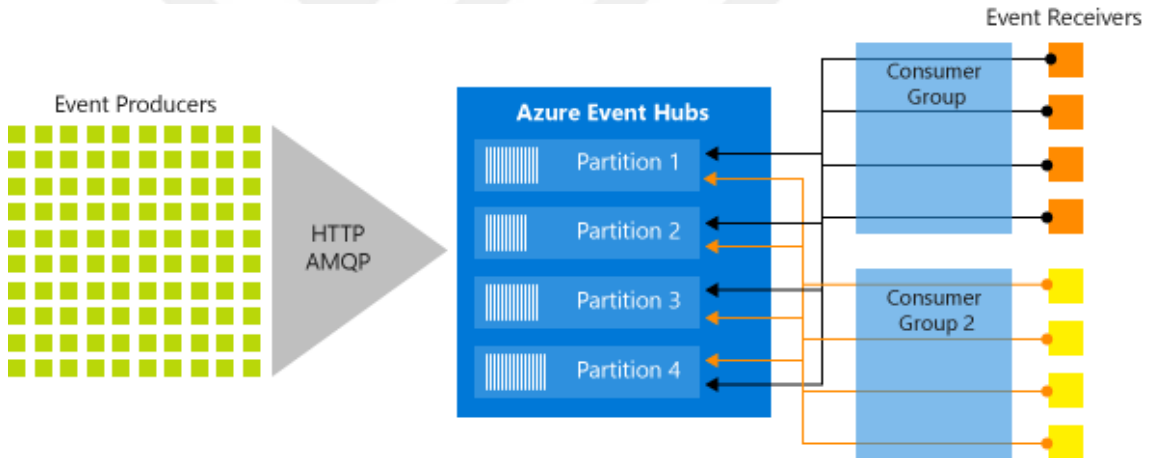 Event Receivers
Consumer
Group
Event Producers
Azure Event Hubs
Partition 1
HTTP
AMQP
Partition 2
Partition 3
Consumer
Group 2
Partition 4